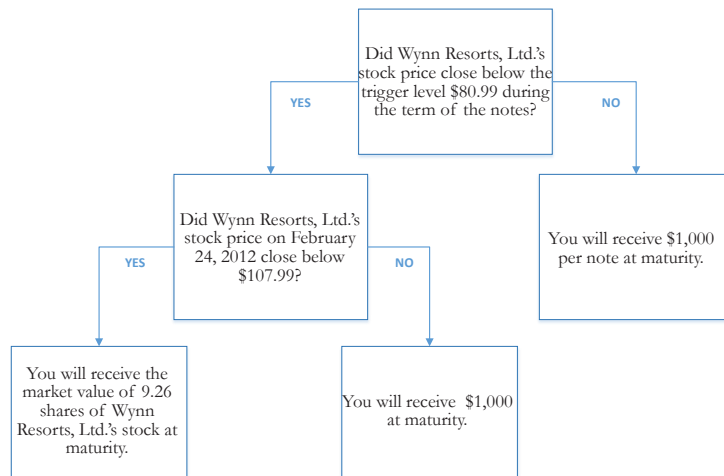 Did Wynn Resorts, Ltd.'s
stock price close below the
trigger level $80.99 during
the term of the notes?
YES
NO
Did Wynn Resorts, Ltd.'s
stock price on February
24, 2012 close below
$107.99?
You will receive $1,000
per note at maturity.
YES
NO
You will receive the
market value of 9.26
shares of Wynn
Resorts, Ltd.'s stock at
maturity.
You will receive $1,000
at maturity.